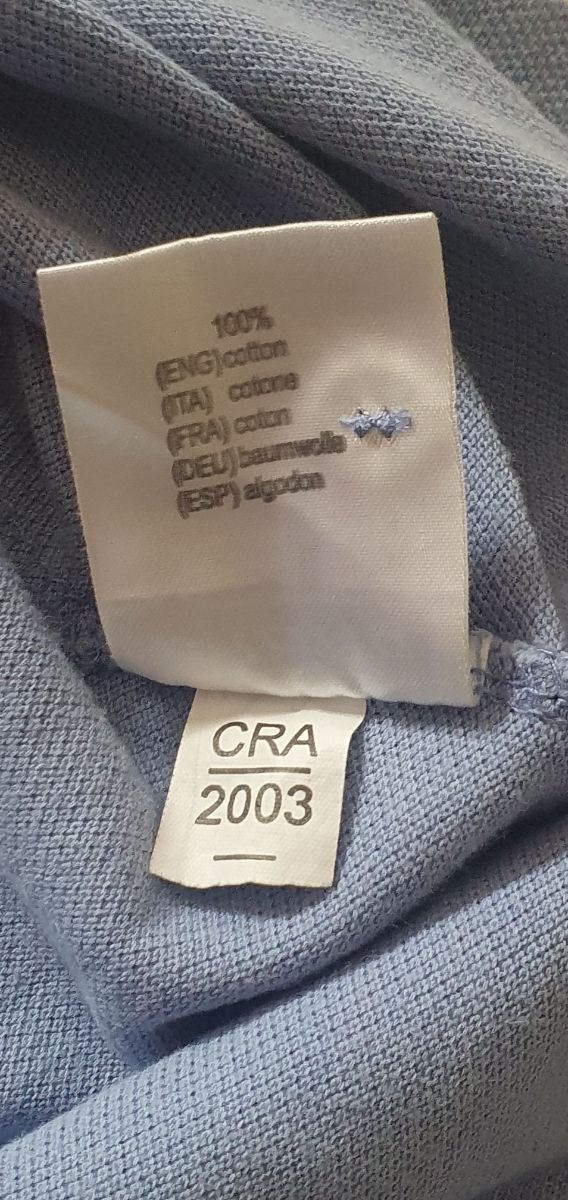 100%
(ENG)cotton
(ITA) cotone
(FRA) coton
(DEU)baumwolle
(ESP) algodon
CRA
2003